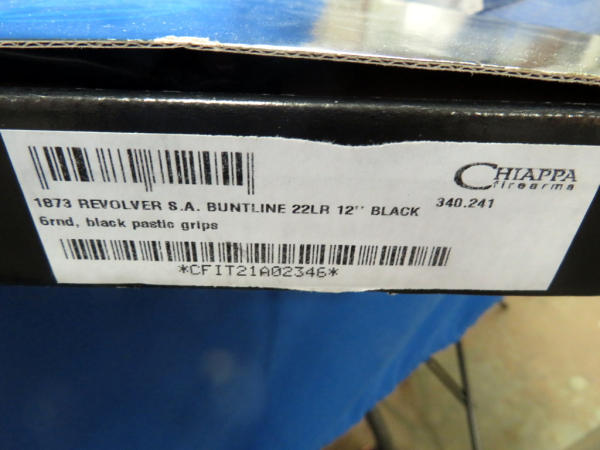 CHIAPPA
firearms
1873 REVOLVER S.A. BUNTLINE 22LR 12'' BLACK 340.241
6rnd, black pastic grips
*CFIT21A02346*